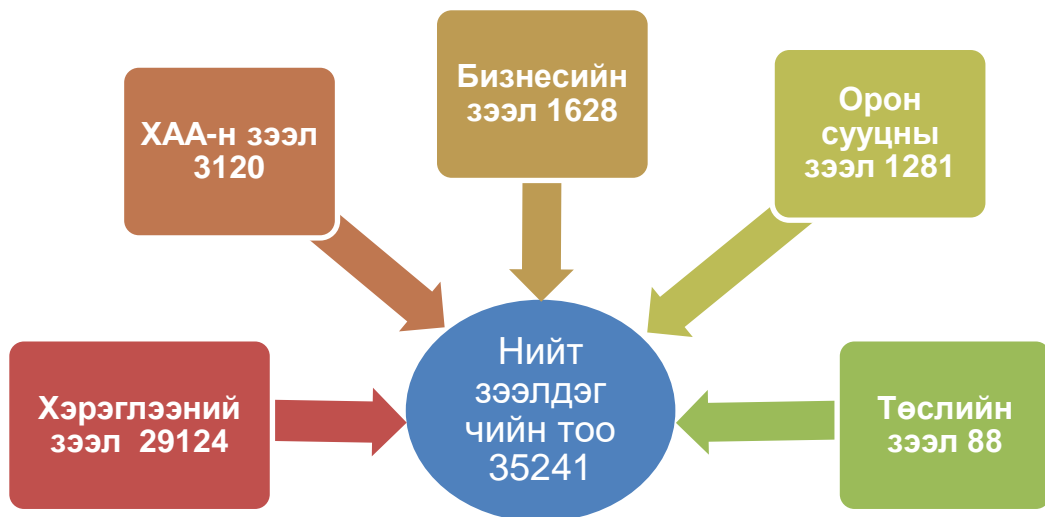 Бизнесийн
зээл 1628
ХАА-н зээл
3120
Орон
сууцны
зээл 1281
Хэрэглээний
зээл 29124
Нийт
зээлдэг
чийн тоо
35241
Төслийн
зээл 88